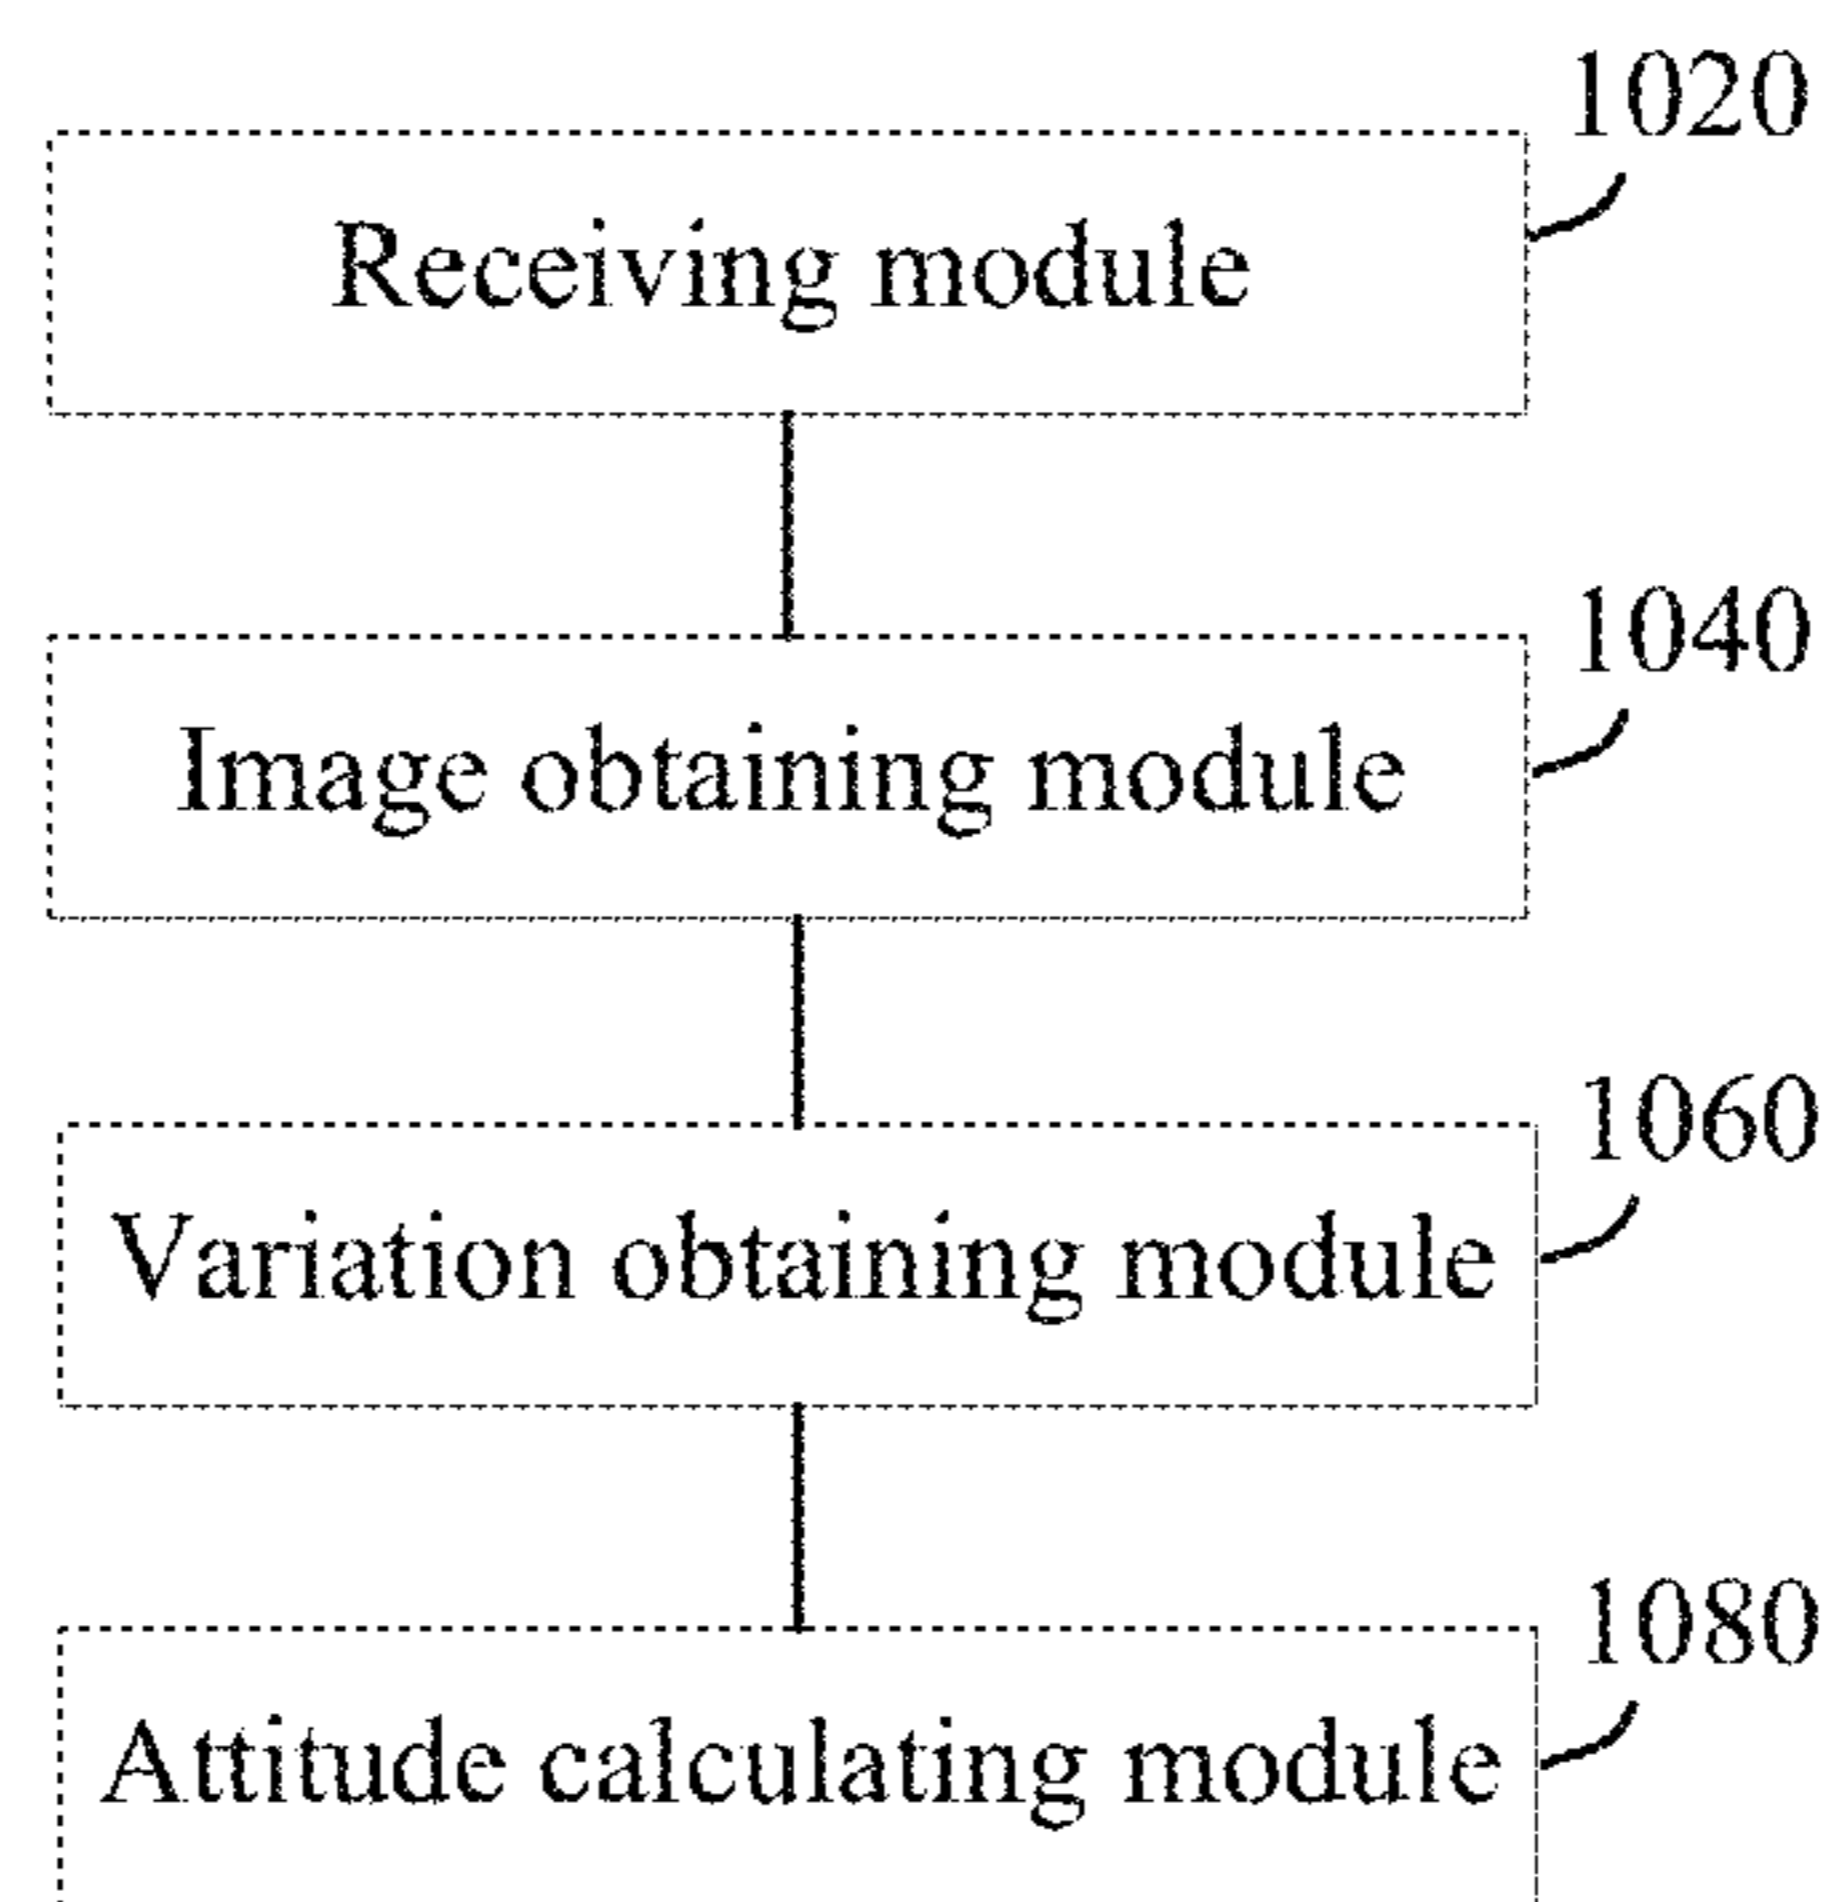 1020
Receiving module
1040
Image obtaining module
1060
Variation obtaining module
1080
Attitude calculating module